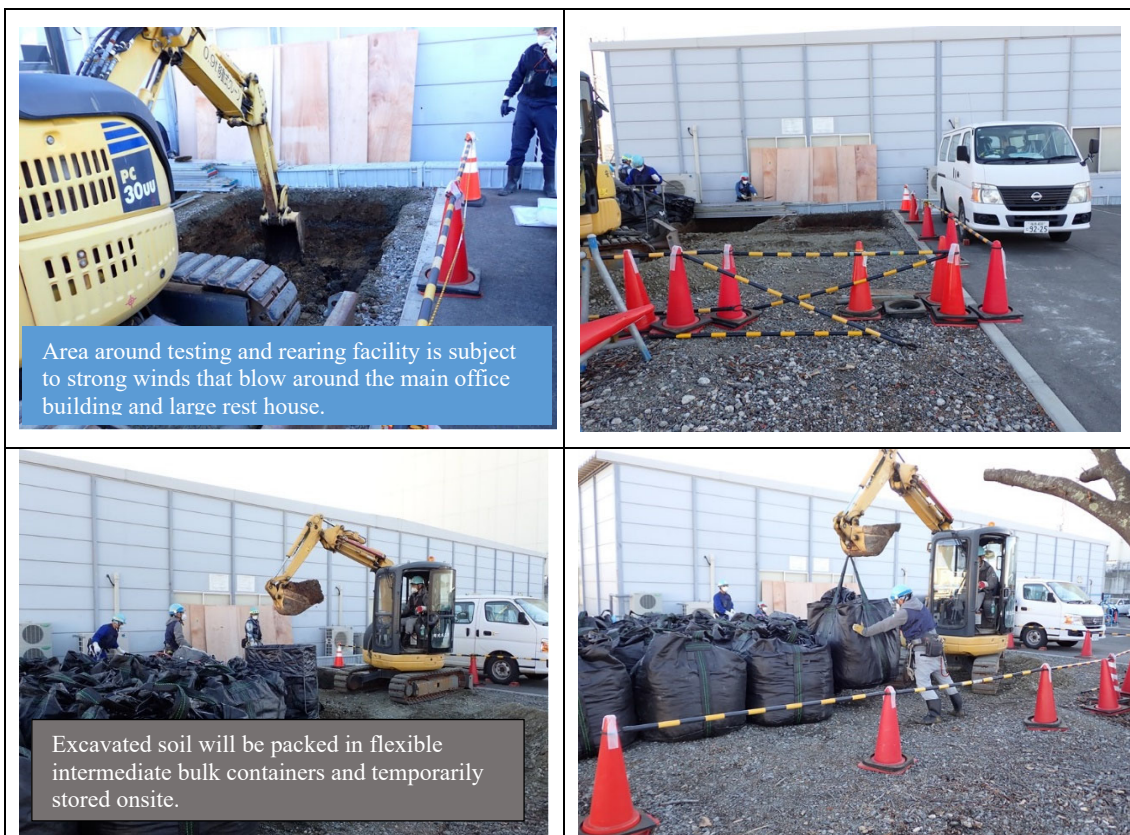 PC
30UU
Area around testing and rearing facility is subject
to strong winds that blow around the main office
building and large rest house.
92-25
Excavated soil will be packed in flexible
intermediate bulk containers and temporarily
stored onsite.